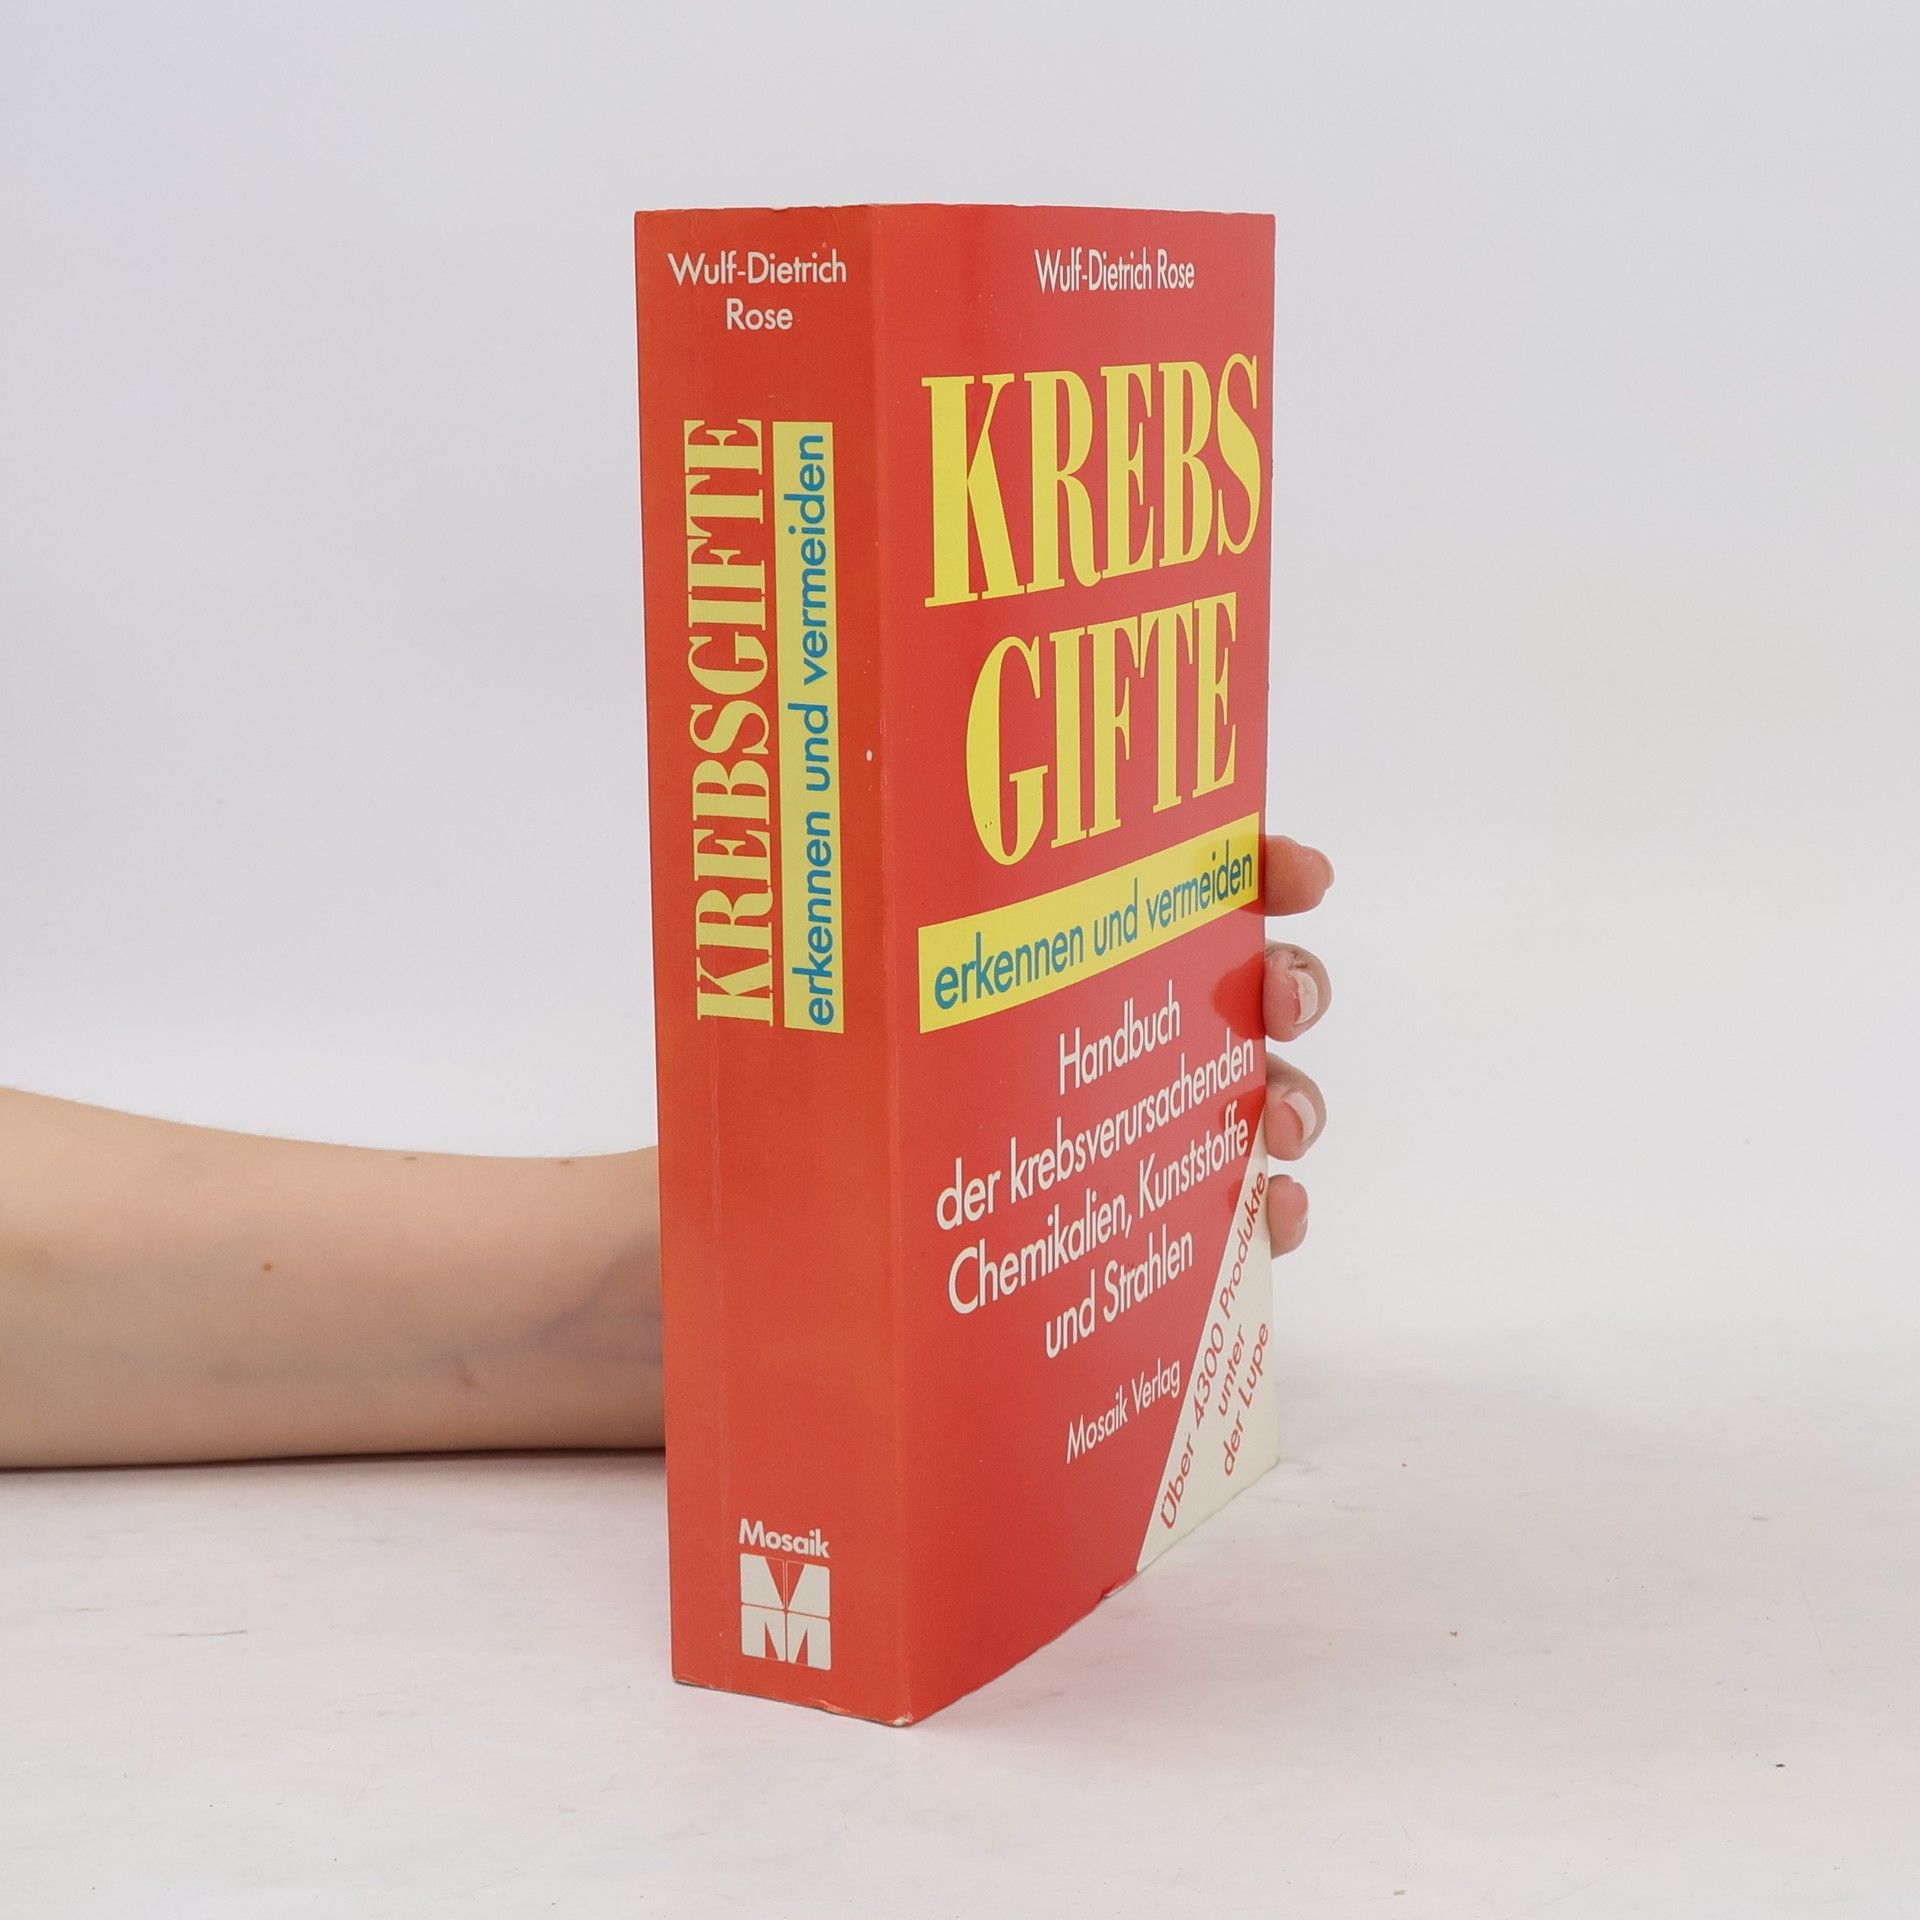 Wulf-Dietrich
Rose
KREBSGIFTE
erkennen und vermeiden
Mosaik
Wulf-Dietrich Rose
KREBS
GIFTE
erkennen und vermeiden
Handbuch
der krebsverursachenden
Chemikalien, Kunststoffe
und Strahlen
Mosaik Verlag
Über 4300 Produkte
unter
der Lupe